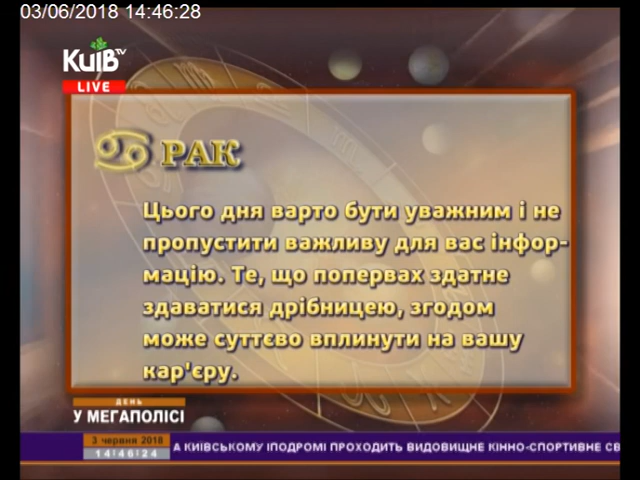 03/06/2018 14:46:28
КиїВ TV
LIVE
РАК
Цього дня варто бути уважним і не
пропустити важливу для вас інфор-
мацію. Те, що попервах здатне
здаватися дрібницею, згодом
може суттєво вплинути на вашу
кар'єру.
ДЕНЬ
У МЕГАПОЛІСІ
3 червня 2018
14:46:24
А КИЇВСЬКОМУ ІПОДРОМІ ПРОХОДИТЬ ВИДОВИЩНЕ КІННО-СПОРТИВНЕ СВ